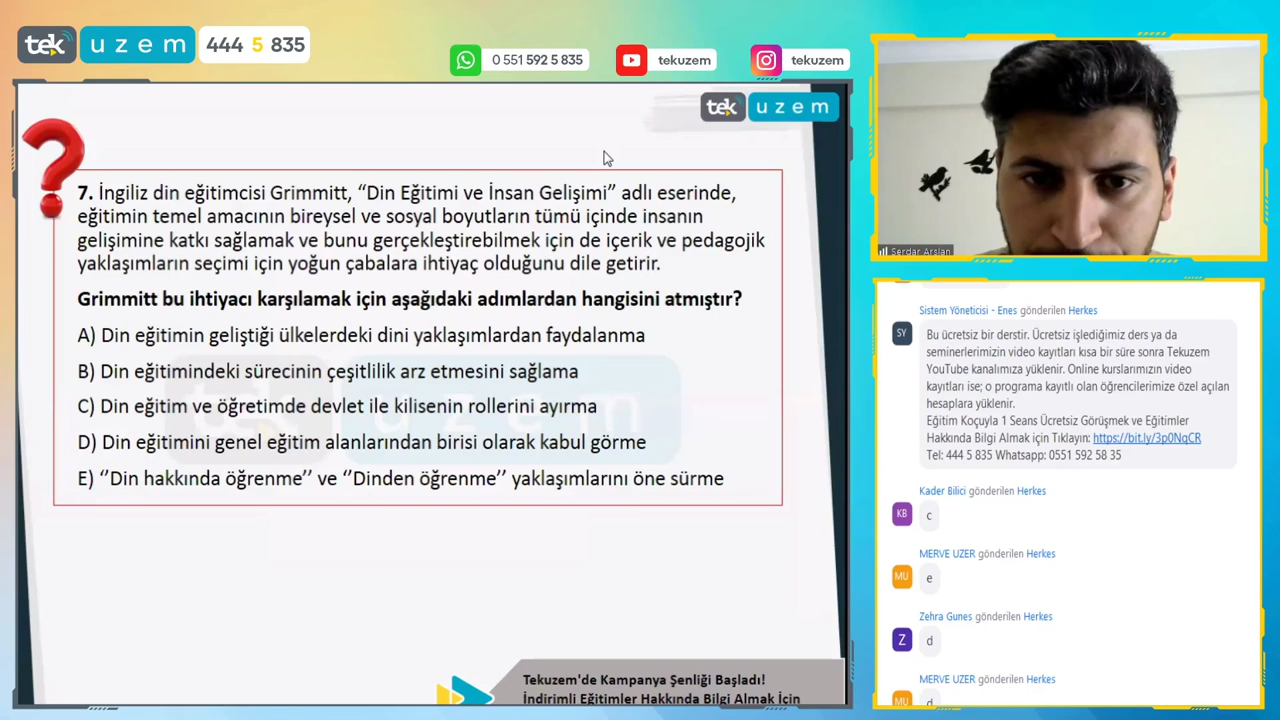 tek uzem 444 5 835
0 551 592 5 835
tekuzem
tekuzem
tek uzem
7. İngiliz din eğitimcisi Grimmitt, “Din Eğitimi ve İnsan Gelişimi” adlı eserinde,
eğitimin temel amacının bireysel ve sosyal boyutların tümü içinde insanın
gelişimine katkı sağlamak ve bunu gerçekleştirebilmek için de içerik ve pedagojik
yaklaşımların seçimi için yoğun çabalara ihtiyaç olduğunu dile getirir.
Grimmitt bu ihtiyacı karşılamak için aşağıdaki adımlardan hangisini atmıştır?
A) Din eğitimin geliştiği ülkelerdeki dini yaklaşımlardan faydalanma
B) Din eğitimindeki sürecinin çeşitlilik arz etmesini sağlama
C) Din eğitim ve öğretimde devlet ile kilisenin rollerini ayırma
D) Din eğitimini genel eğitim alanlarından birisi olarak kabul görme
E) ‘’Din hakkında öğrenme’’ ve ‘’Dinden öğrenme’’ yaklaşımlarını öne sürme
tek uzem
Tekuzem'de Kampanya Şenliği Başladı!
İndirimli Eğitimler Hakkında Bilgi Almak İçin
Serdar Arslan
Sistem Yöneticisi - Enes gönderilen Herkes
SY
Bu ücretsiz bir derstir. Ücretsiz işlediğimiz ders ya da
seminerlerimizin video kayıtları kısa bir süre sonra Tekuzem
YouTube kanalımıza yüklenir. Online kurslarımızın video
kayıtları ise; o programa kayıtlı olan öğrencilerimize özel açılan
hesaplara yüklenir.
Eğitim Koçuyla 1 Seans Ücretsiz Görüşmek ve Eğitimler
Hakkında Bilgi Almak için Tıklayın: https://bit.ly/3p0NqCR
Tel: 444 5 835 Whatsapp: 0551 592 58 35
Kader Bilici gönderilen Herkes
KB c
MERVE UZER gönderilen Herkes
MU e
Zehra Gunes gönderilen Herkes
Z d
MERVE UZER gönderilen Herkes
MU d